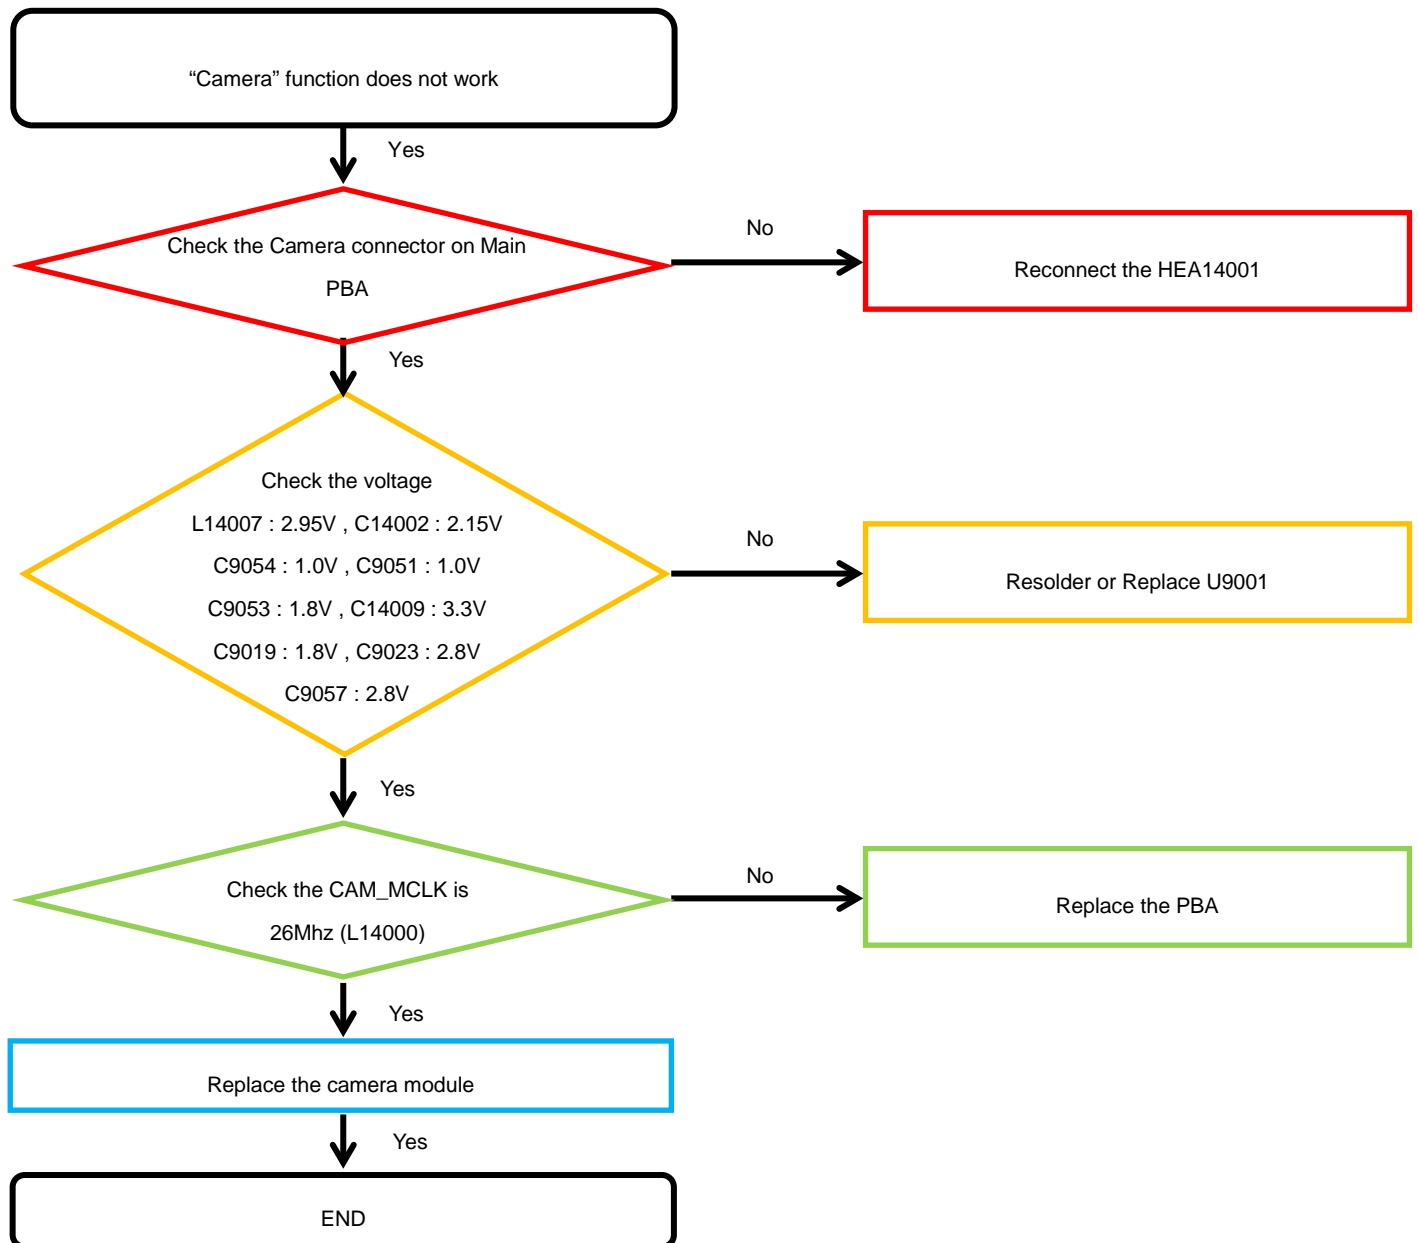 “Camera” function does not work
Yes
Check the Camera connector on Main
PBA
No
Reconnect the HEA14001
Yes
Check the voltage
L14007 : 2.95V , C14002 : 2.15V
C9054 : 1.0V , C9051 : 1.0V
C9053 : 1.8V , C14009 : 3.3V
C9019 : 1.8V , C9023 : 2.8V
C9057 : 2.8V
No
Resolder or Replace U9001
Yes
Check the CAM_MCLK is
26Mhz (L14000)
No
Replace the PBA
Yes
Replace the camera module
Yes
END